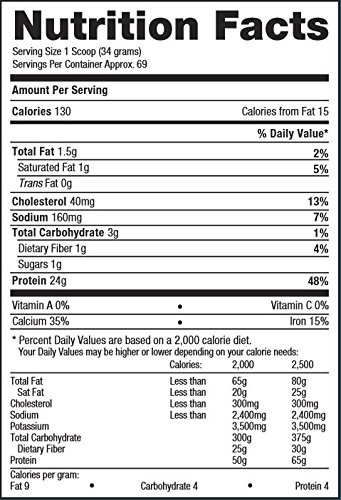 Nutrition Facts
Serving Size 1 Scoop (34 grams)
Servings Per Container Approx. 69
Amount Per Serving
Calories 130 Calories from Fat 15
% Daily Value*
Total Fat 1.5g 2%
Saturated Fat 1g 5%
Trans Fat 0g
Cholesterol 40mg 13%
Sodium 160mg 7%
Total Carbohydrate 3g 1%
Dietary Fiber 1g 4%
Sugars 1g
Protein 24g 48%
Vitamin A 0% • Vitamin C 0%
Calcium 35% • Iron 15%
* Percent Daily Values are based on a 2,000 calorie diet.
Your Daily Values may be higher or lower depending on your calorie needs:
Calories: 2,000 2,500
Total Fat Less than 65g 80g
Sat Fat Less than 20g 25g
Cholesterol Less than 300mg 300mg
Sodium Less than 2,400mg 2,400mg
Potassium 3,500mg 3,500mg
Total Carbohydrate 300g 375g
Dietary Fiber 25g 30g
Protein 50g 65g
Calories per gram:
Fat 9 • Carbohydrate 4 • Protein 4